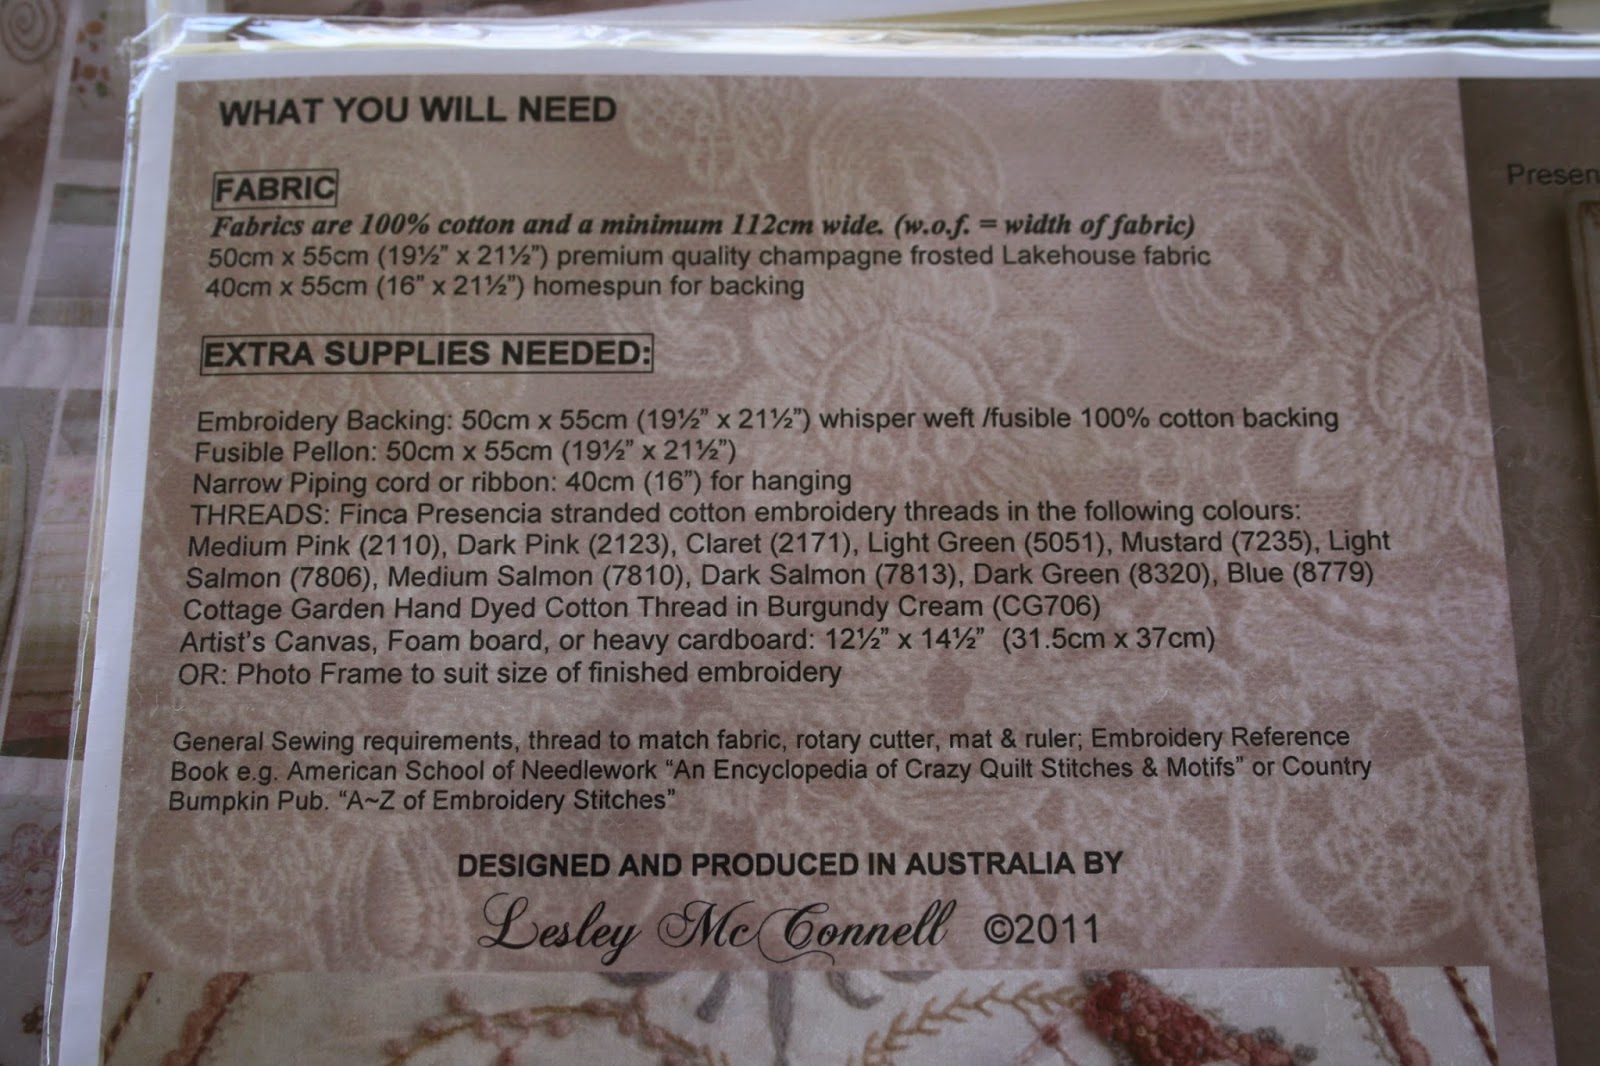 WHAT YOU WILL NEED
FABRIC
Fabrics are 100% cotton and a minimum 112cm wide. (w.o.f. = width of fabric)
50cm x 55cm (19½” x 21½”) premium quality champagne frosted Lakehouse fabric
40cm x 55cm (16” x 21½”) homespun for backing
EXTRA SUPPLIES NEEDED:
Embroidery Backing: 50cm x 55cm (19½” x 21½”) whisper weft /fusible 100% cotton backing
Fusible Pellon: 50cm x 55cm (19½” x 21½”)
Narrow Piping cord or ribbon: 40cm (16”) for hanging
THREADS: Finca Presencia stranded cotton embroidery threads in the following colours:
Medium Pink (2110), Dark Pink (2123), Claret (2171), Light Green (5051), Mustard (7235), Light
Salmon (7806), Medium Salmon (7810), Dark Salmon (7813), Dark Green (8320), Blue (8779)
Cottage Garden Hand Dyed Cotton Thread in Burgundy Cream (CG706)
Artist’s Canvas, Foam board, or heavy cardboard: 12½” x 14½” (31.5cm x 37cm)
OR: Photo Frame to suit size of finished embroidery
General Sewing requirements, thread to match fabric, rotary cutter, mat & ruler; Embroidery Reference
Book e.g. American School of Needlework “An Encyclopedia of Crazy Quilt Stitches & Motifs” or Country
Bumpkin Pub. “A~Z of Embroidery Stitches”
DESIGNED AND PRODUCED IN AUSTRALIA BY
Lesley McConnell ©2011
Presen